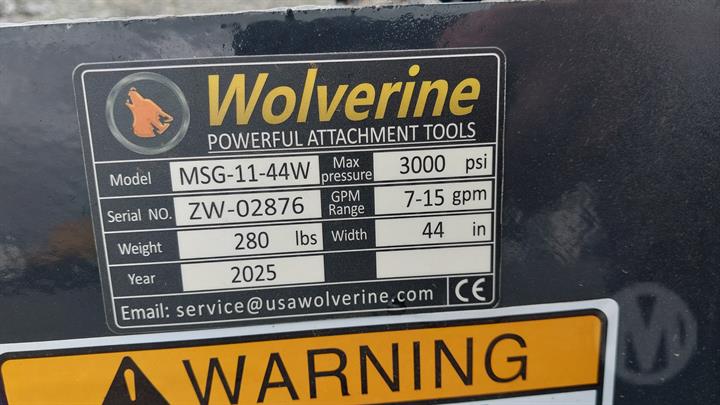 Wolverine
POWERFUL ATTACHMENT TOOLS
Model MSG-11-44W Max pressure 3000 psi
Serial NO. ZW-02876 GPM Range 7-15 gpm
Weight 280 lbs Width 44 in
Year 2025
Email: service@usawolverine.com CE
WARNING